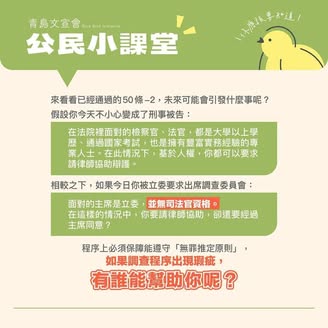 青島文宣會
公民小課堂
小雞孩要知道！
來看看已經通過的50條-2，未來可能會引發什麼事呢？
假設你今天不小心變成了刑事被告：
在法院裡面對的檢察官、法官，都是大學以上學
歷、通過國家考試，也是擁有豐富實務經驗的專
業人士。在此情況下，基於人權，你都可以要求
請律師協助辯護。
相較之下，如果今日你被立委要求出席調查委員會：
面對的主席是立委，並無司法官資格。
在這樣的情況中，你要請律師協助，卻還要經過
主席同意？
程序上必須保障能遵守「無罪推定原則」，
如果調查程序出現瑕疵，
有誰能幫助你呢？